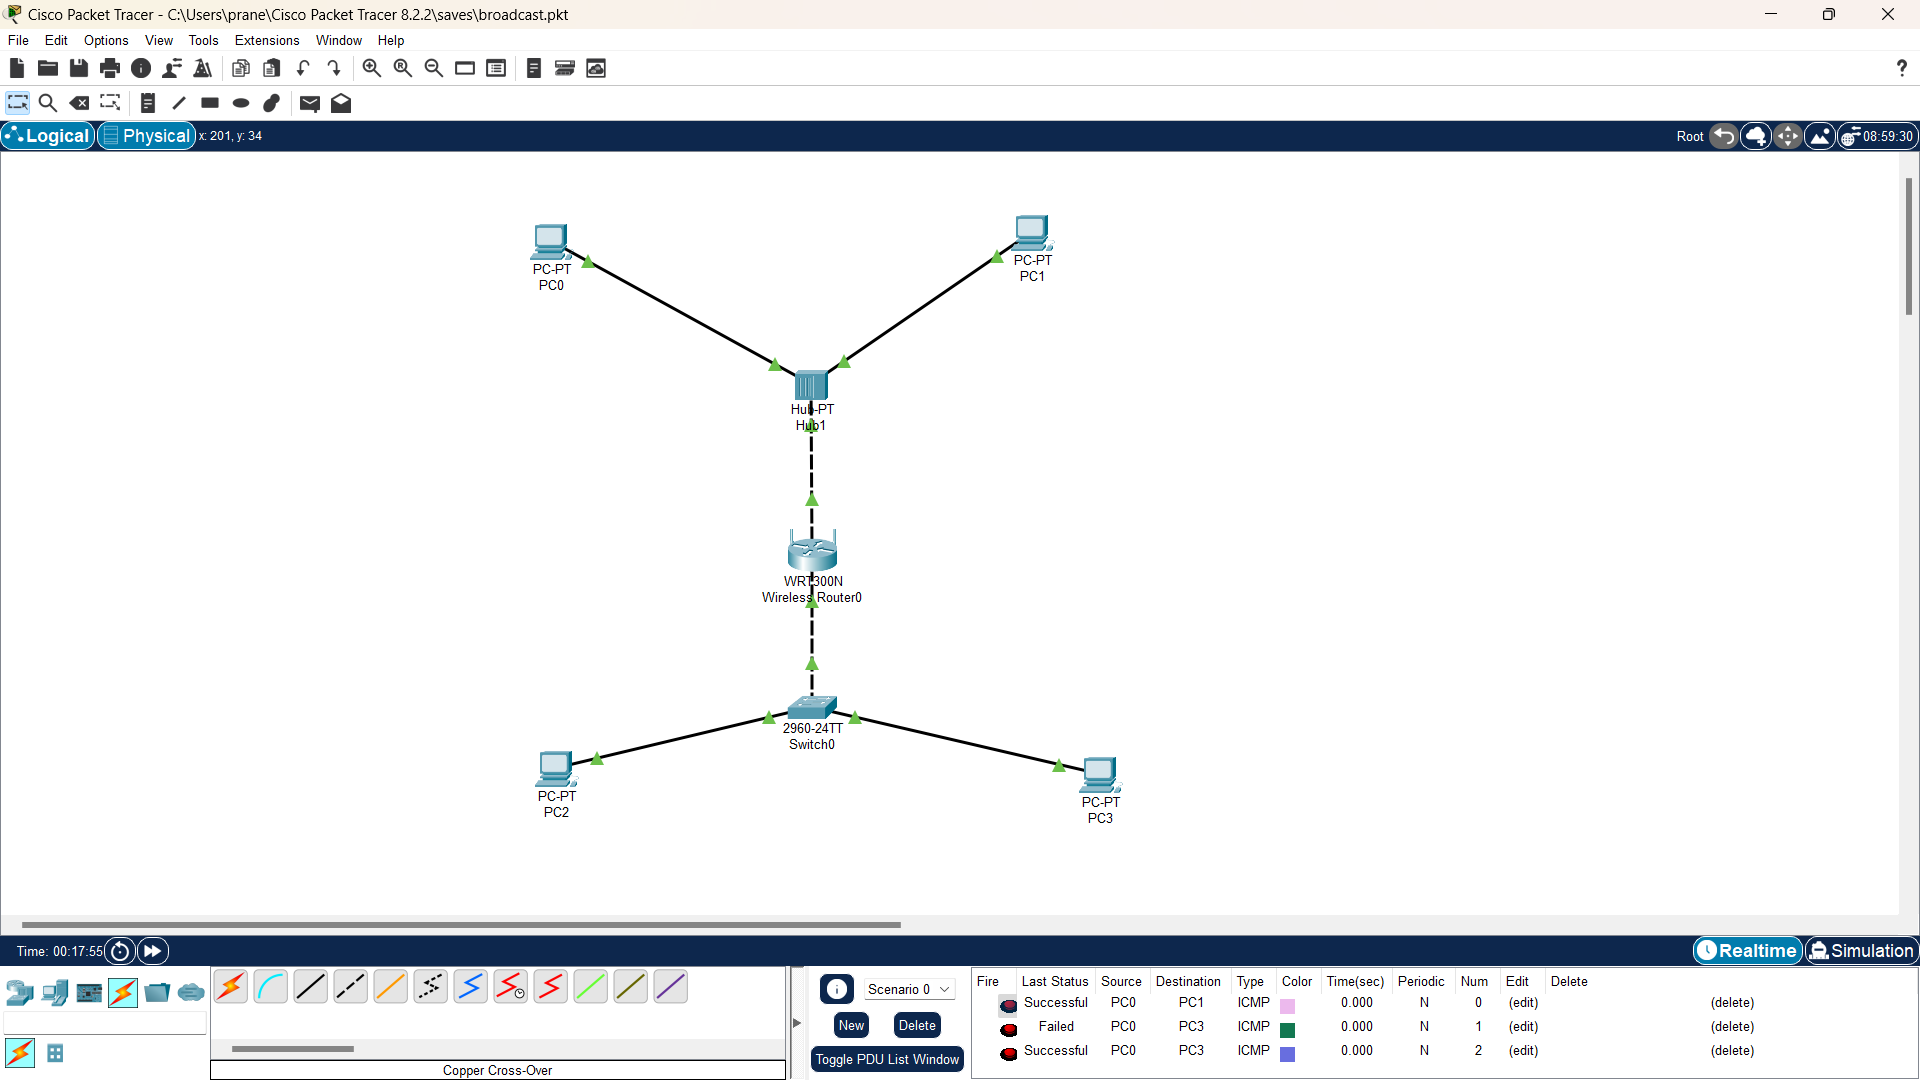 Cisco Packet Tracer - C:\Users\prane\Cisco Packet Tracer 8.2.2\saves\broadcast.pkt
File Edit Options View Tools Extensions Window Help
?
Logical Physical x: 201, y: 34 Root 08:59:30
PC-PT
PC0
PC-PT
PC1
Hub-PT
Hub1
WRT300N
Wireless Router0
2960-24TT
Switch0
PC-PT
PC2
PC-PT
PC3
Time: 00:17:55 Realtime Simulation
Scenario 0
New Delete
Toggle PDU List Window
Copper Cross-Over
Fire Last Status Source Destination Type Color Time(sec) Periodic Num Edit Delete
Successful PC0 PC1 ICMP 0.000 N 0 (edit) (delete)
Failed PC0 PC3 ICMP 0.000 N 1 (edit) (delete)
Successful PC0 PC3 ICMP 0.000 N 2 (edit) (delete)